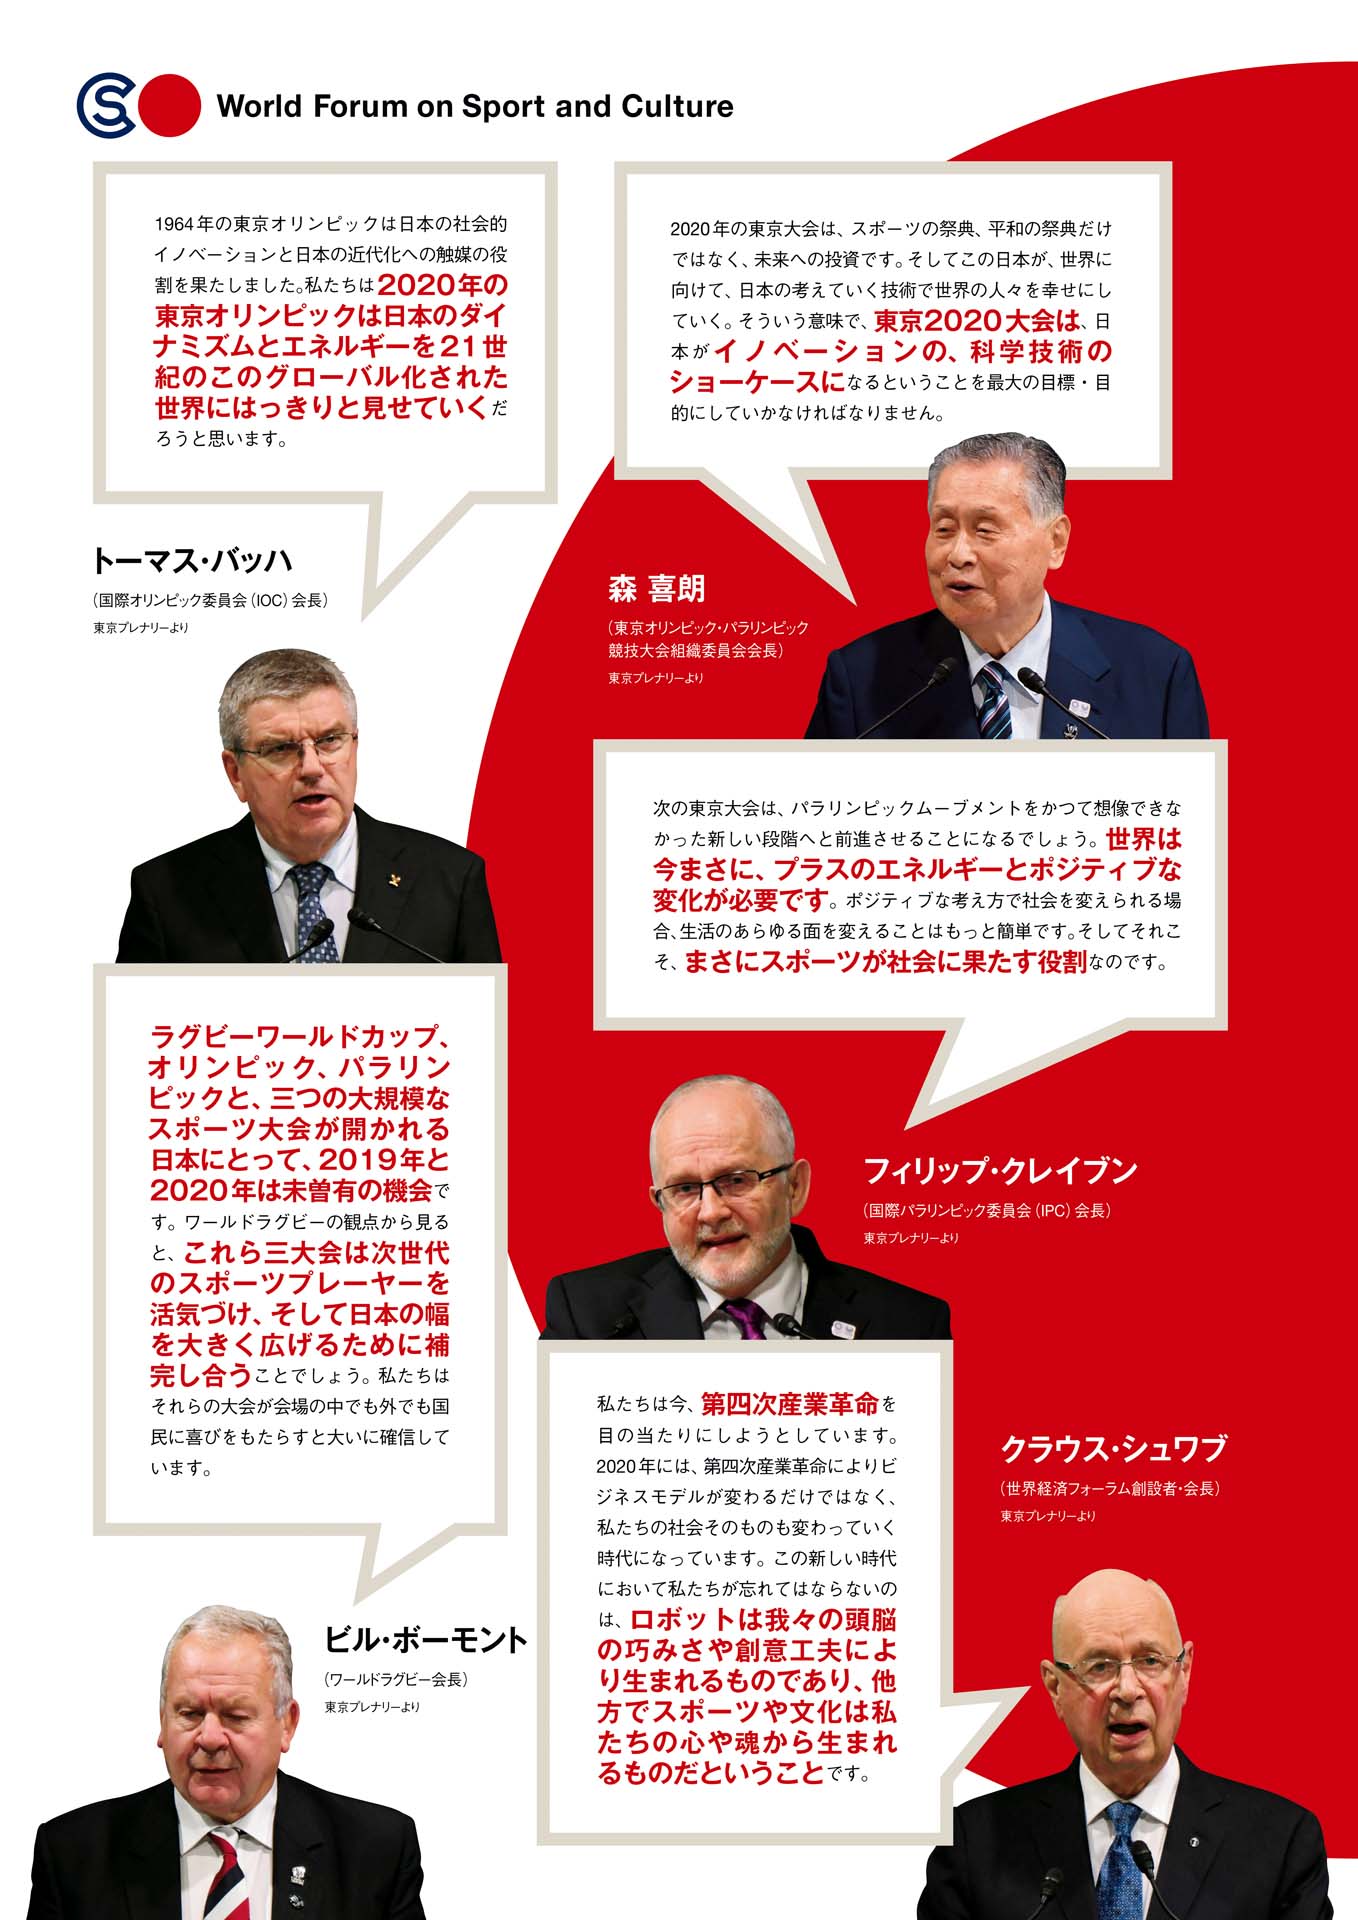 World Forum on Sport and Culture
1964年の東京オリンピックは日本の社会的
イノベーションと日本の近代化への触媒の役
割を果たしました。私たちは2020年の
東京オリンピックは日本のダイ
ナミズムとエネルギーを21世
紀のこのグローバル化された
世界にはっきりと見せていくだ
ろうと思います。
トーマス・バッハ
（国際オリンピック委員会（IOC）会長）
東京プレナリーより
2020年の東京大会は、スポーツの祭典、平和の祭典だけ
ではなく、未来への投資です。そしてこの日本が、世界に
向けて、日本の考えていく技術で世界の人々を幸せにし
ていく。そういう意味で、東京2020大会は、日
本がイノベーションの、科学技術の
ショーケースになるということを最大の目標・目
的にしていかなければなりません。
森 喜朗
（東京オリンピック・パラリンピック
競技大会組織委員会会長）
東京プレナリーより
次の東京大会は、パラリンピックムーブメントをかつて想像できな
かった新しい段階へと前進させることになるでしょう。世界は
今まさに、プラスのエネルギーとポジティブな
変化が必要です。ポジティブな考え方で社会を変えられる場
合、生活のあらゆる面を変えることはもっと簡単です。そしてそれこ
そ、まさにスポーツが社会に果たす役割なのです。
フィリップ・クレイブン
（国際パラリンピック委員会（IPC）会長）
東京プレナリーより
ラグビーワールドカップ、
オリンピック、パラリン
ピックと、三つの大規模な
スポーツ大会が開かれる
日本にとって、2019年と
2020年は未曽有の機会で
す。ワールドラグビーの観点から見る
と、これら三大会は次世代
のスポーツプレーヤーを
活気づけ、そして日本の幅
を大きく広げるために補
完し合うことでしょう。私たちは
それらの大会が会場の中でも外でも国
民に喜びをもたらすと大いに確信して
います。
ビル・ボーモント
（ワールドラグビー会長）
東京プレナリーより
私たちは今、第四次産業革命を
目の当たりにしようとしています。
2020年には、第四次産業革命によりビ
ジネスモデルが変わるだけではなく、
私たちの社会そのものも変わっていく
時代になっています。この新しい時代
において私たちが忘れてはならないの
は、ロボットは我々の頭脳
の巧みさや創意工夫によ
り生まれるものであり、他
方でスポーツや文化は私
たちの心や魂から生まれ
るものだということです。
クラウス・シュワブ
（世界経済フォーラム創設者・会長）
東京プレナリーより